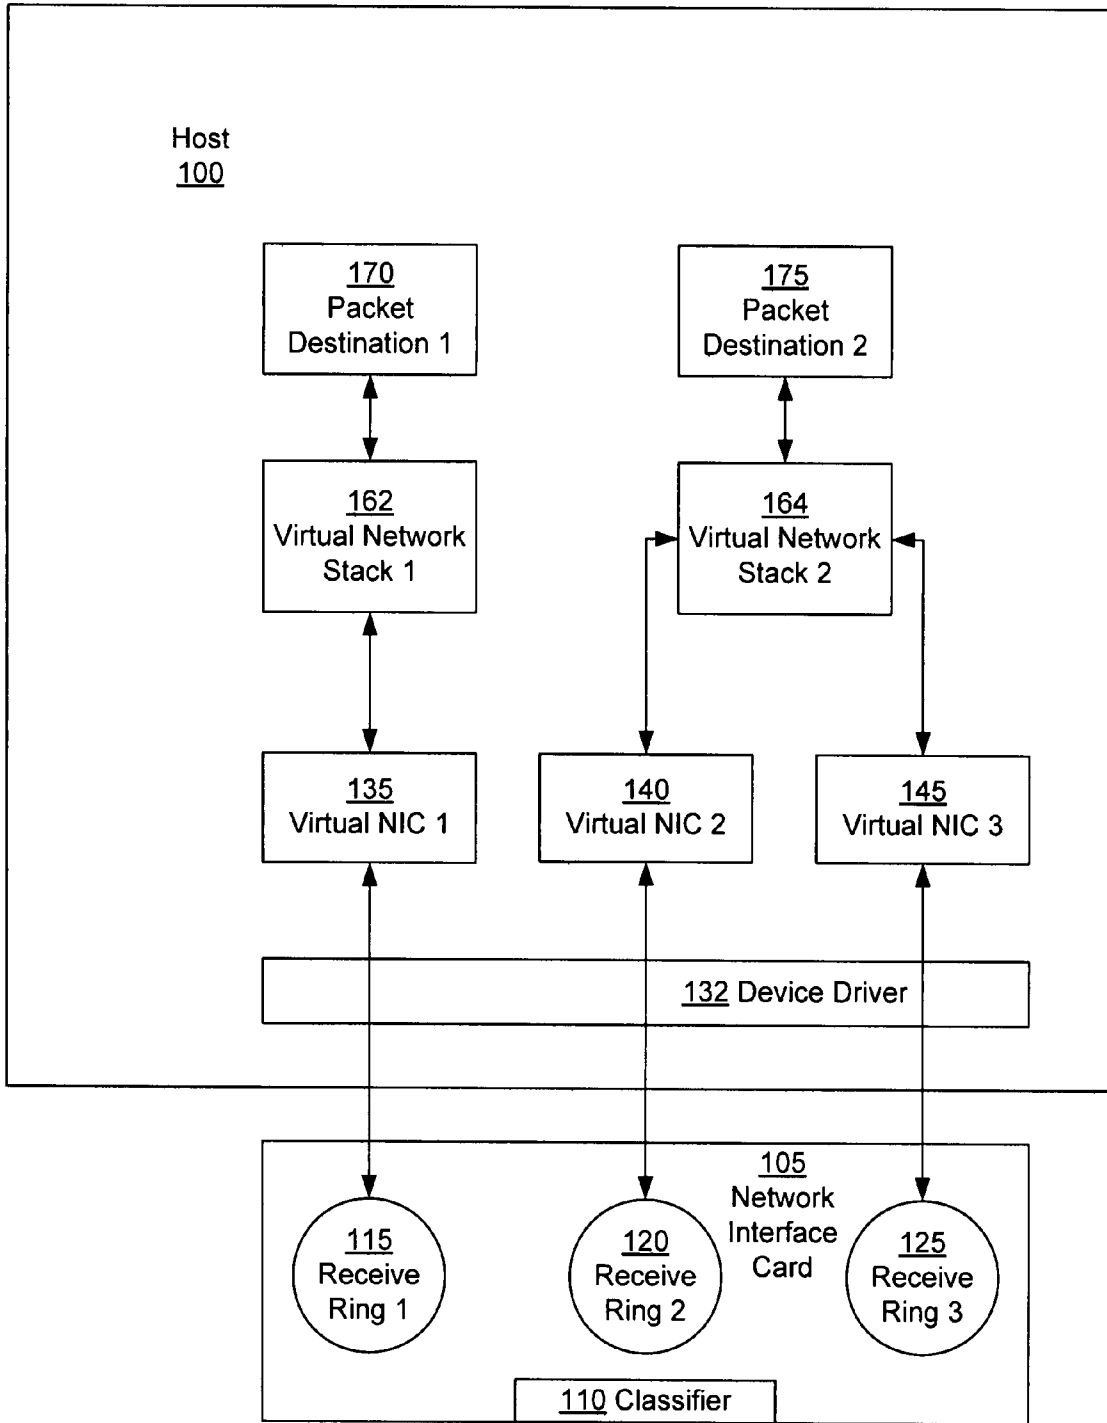 Host
100
170
Packet
Destination 1
175
Packet
Destination 2
162
Virtual Network
Stack 1
164
Virtual Network
Stack 2
135
Virtual NIC 1
140
Virtual NIC 2
145
Virtual NIC 3
132 Device Driver
105
Network
Interface
Card
115
Receive
Ring 1
120
Receive
Ring 2
125
Receive
Ring 3
110 Classifier